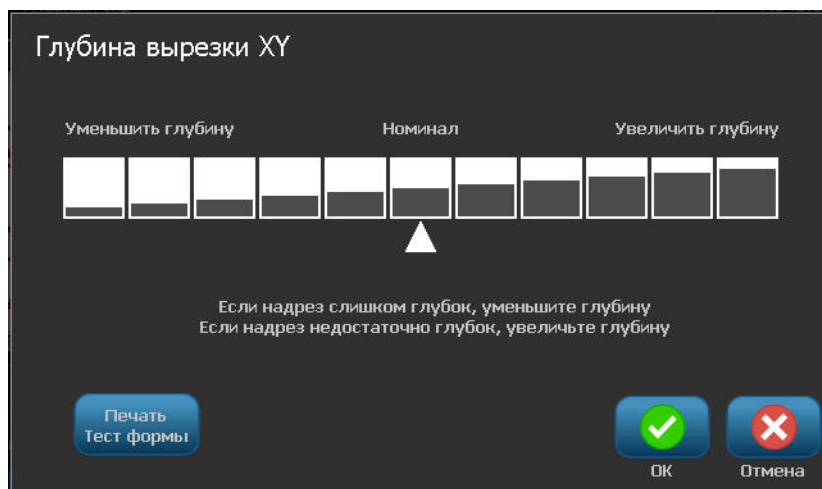 Глубина вырезки XY
Уменьшить глубину
Номинал
Увеличить глубину
Если надрез слишком глубок, уменьшите глубину
Если надрез недостаточно глубок, увеличьте глубину
Печать
Тест формы
OK
Отмена